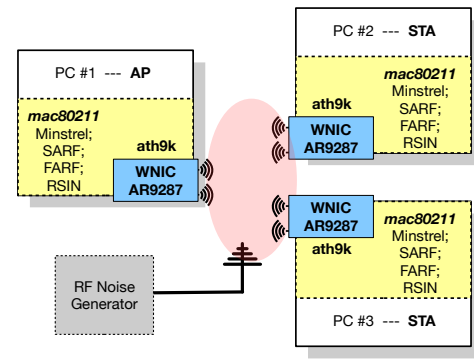 PC #1 --- AP
mac80211
Minstrel;
SARF;
FARF;
RSIN
ath9k
WNIC
AR9287
PC #2 --- STA
mac80211
Minstrel;
SARF;
FARF;
RSIN
ath9k
WNIC
AR9287
WNIC
AR9287
ath9k
mac80211
Minstrel;
SARF;
FARF;
RSIN
PC #3 --- STA
RF Noise
Generator